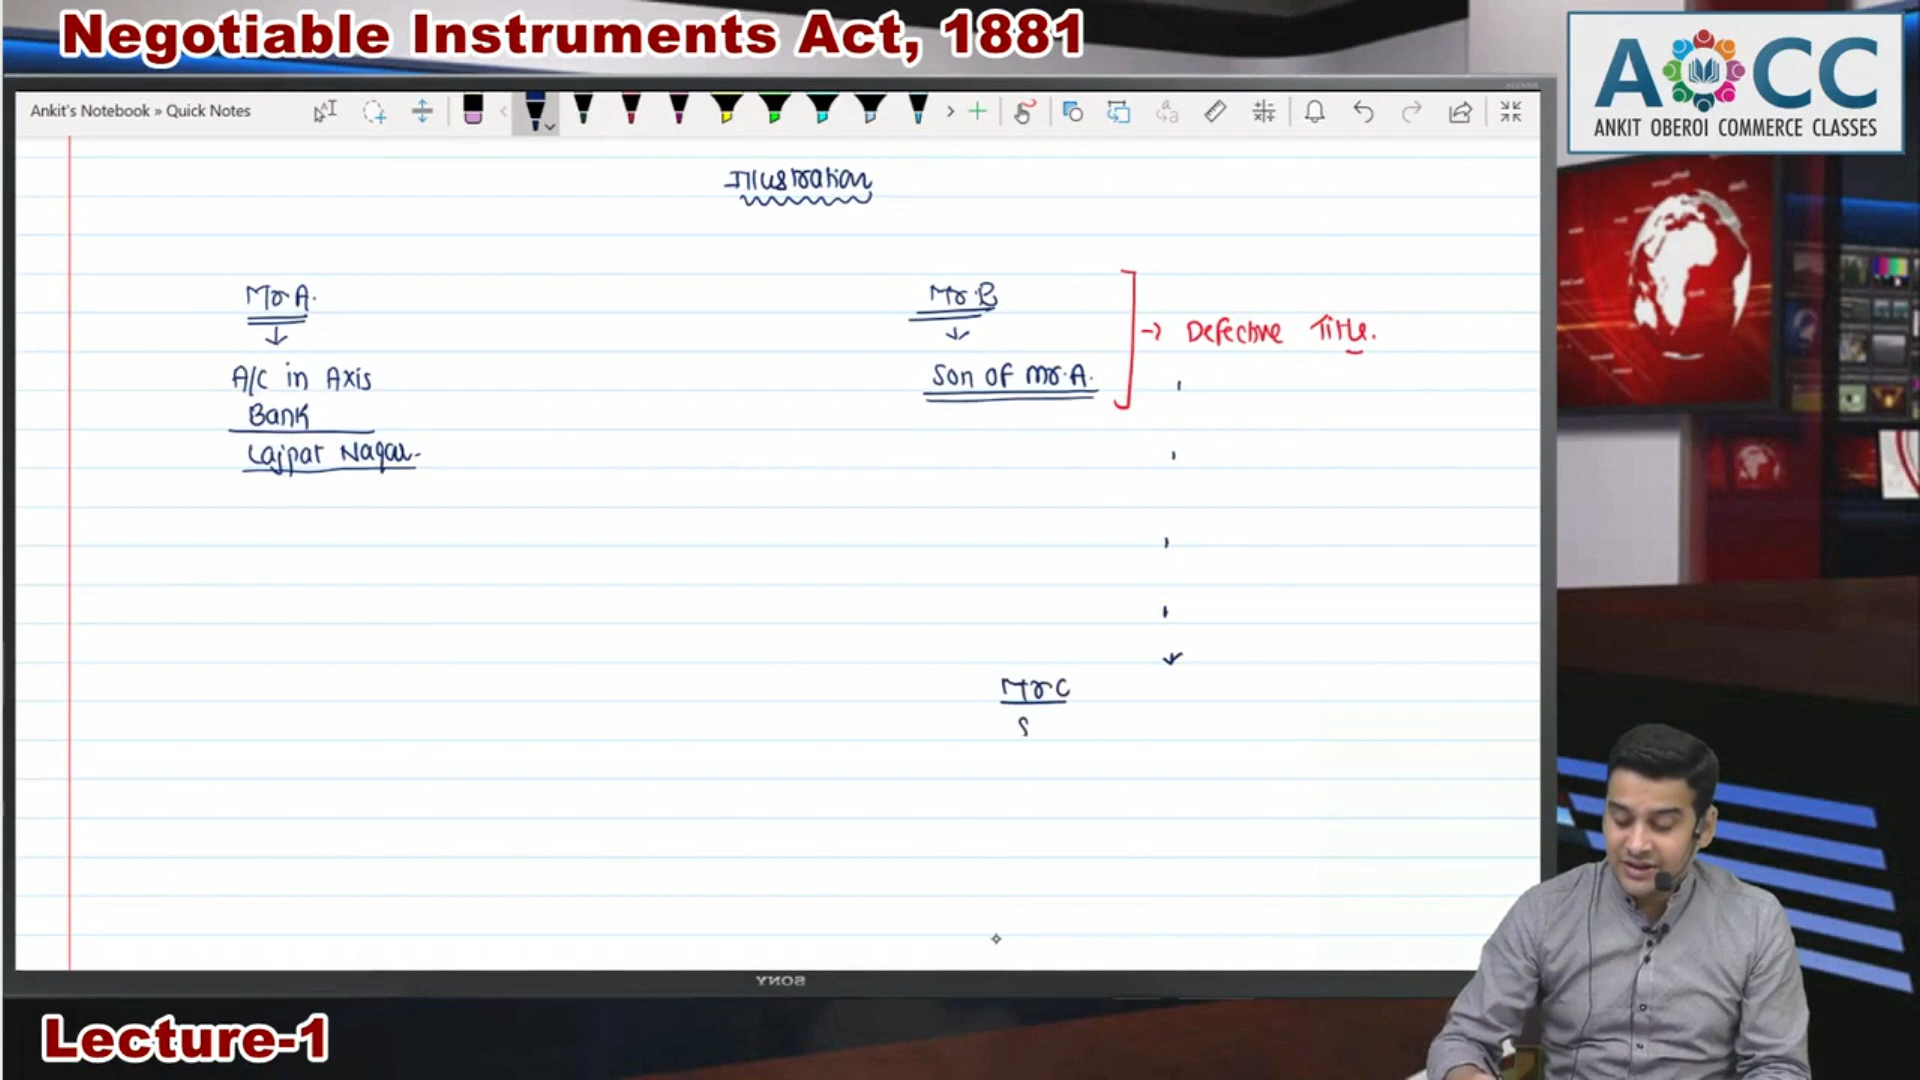 Negotiable Instruments Act, 1881
AOCC
ANKIT OBEROI COMMERCE CLASSES
Ankit's Notebook » Quick Notes
Illustration
Mr A.
Mr. B
→ Defective Title.
A/C in Axis
Bank
Lajpat Nagar.
Son of Mr. A.
Mr C
S
SONY
Lecture-1